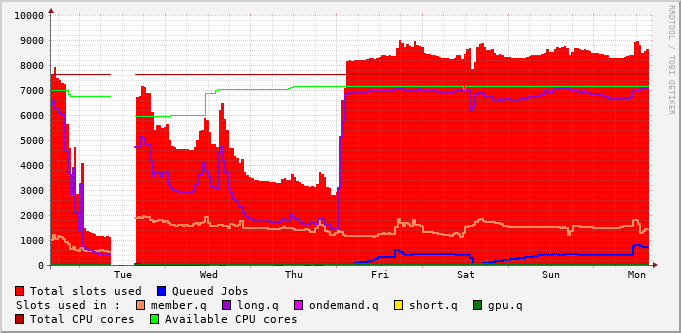 10000
9000
8000
7000
6000
5000
4000
3000
2000
1000
0
Tue Wed Thu Fri Sat Sun Mon
RRDTOOL / TOBI OETIKER
Total slots used Queued Jobs
Slots used in : member.q long.q ondemand.q short.q gpu.q
Total CPU cores Available CPU cores